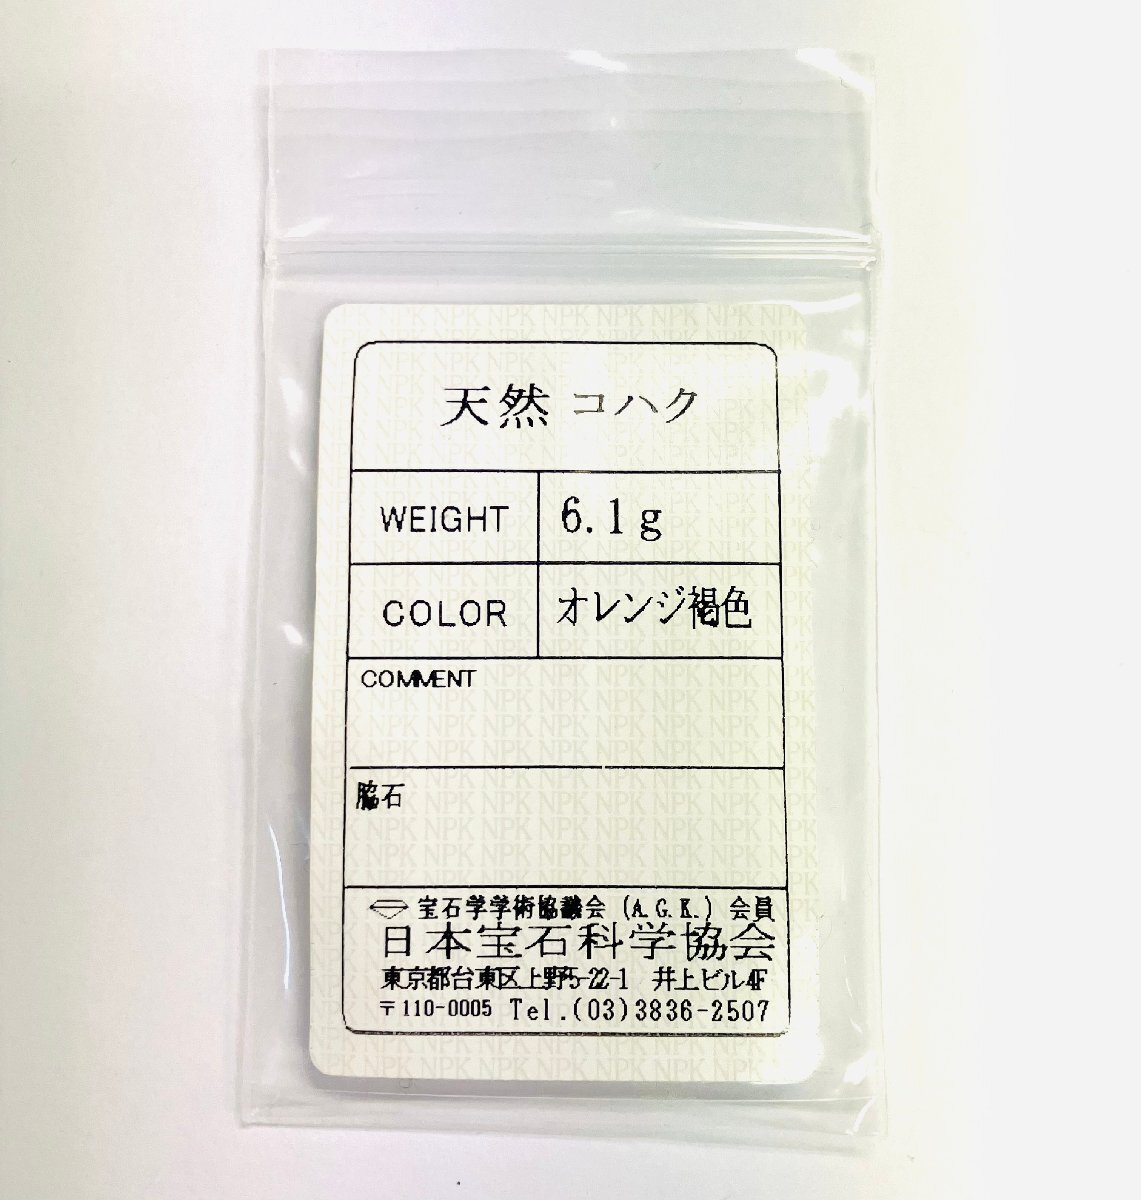 天然 コハク
WEIGHT 6.1g
COLOR オレンジ褐色
COMMENT
脇石
宝石学学術協議会 (A.G.K.) 会員
日本宝石科学協会
東京都台東区上野5-22-1 井上ビル4F
〒110-0005 Tel.(03)3836-2507